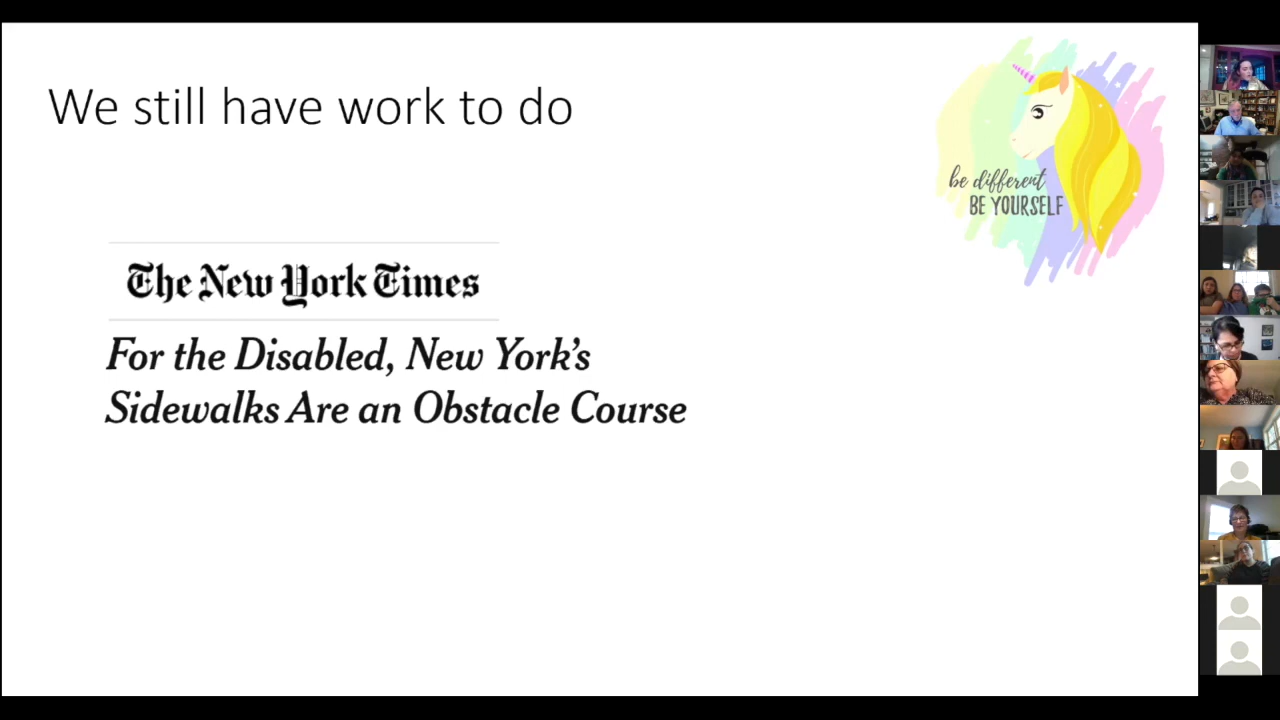 We still have work to do
be different
BE YOURSELF
The New York Times
For the Disabled, New York's
Sidewalks Are an Obstacle Course